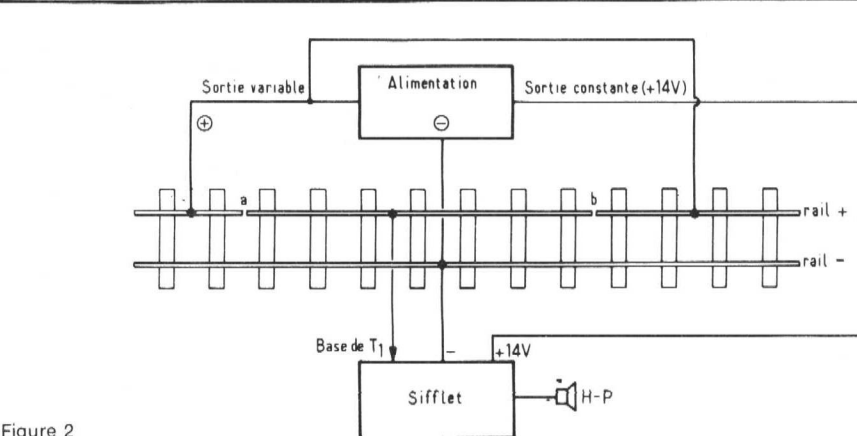 Sortie variable
Alimentation
Sortie constante (+14V)
+
−
a
b
rail +
rail −
Base de T1
−
+14V
Sifflet
H-P
Figure 2